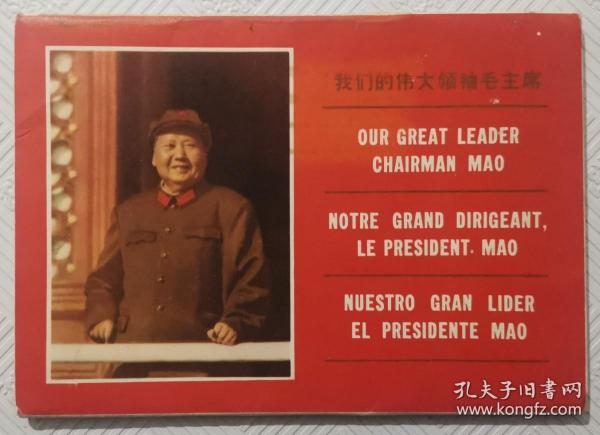 我们的伟大领袖毛主席
OUR GREAT LEADER
CHAIRMAN MAO
NOTRE GRAND DIRIGEANT,
LE PRESIDENT. MAO
NUESTRO GRAN LIDER
EL PRESIDENTE MAO
孔夫子旧書网
www.kongfz.com